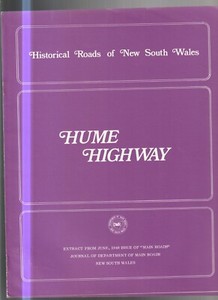 Historical Roads of New South Wales
HUME
HIGHWAY
EXTRACT FROM JUNE, 1949 ISSUE OF "MAIN ROADS"
JOURNAL OF DEPARTMENT OF MAIN ROADS
NEW SOUTH WALES